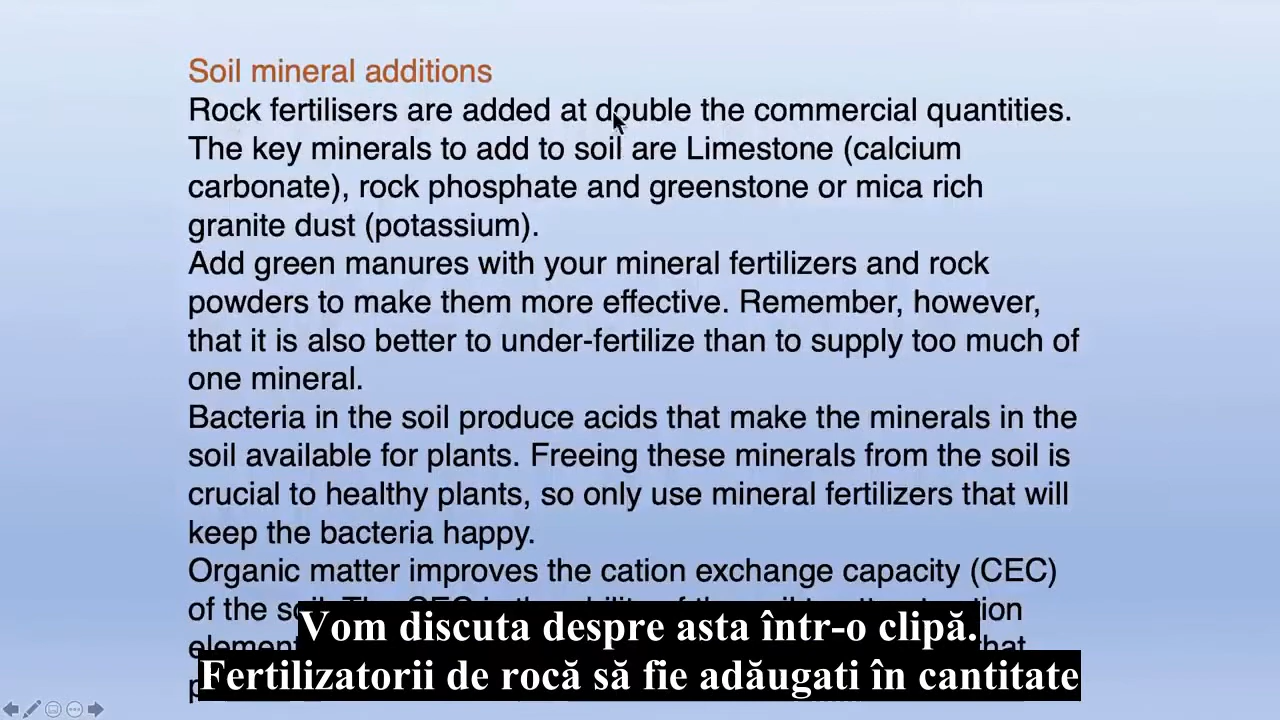 Soil mineral additions
Rock fertilisers are added at double the commercial quantities.
The key minerals to add to soil are Limestone (calcium
carbonate), rock phosphate and greenstone or mica rich
granite dust (potassium).
Add green manures with your mineral fertilizers and rock
powders to make them more effective. Remember, however,
that it is also better to under-fertilize than to supply too much of
one mineral.
Bacteria in the soil produce acids that make the minerals in the
soil available for plants. Freeing these minerals from the soil is
crucial to healthy plants, so only use mineral fertilizers that will
keep the bacteria happy.
Organic matter improves the cation exchange capacity (CEC)
of the
that
Vom discuta despre asta într-o clipă.
Fertilizatorii de rocă să fie adăugati în cantitate